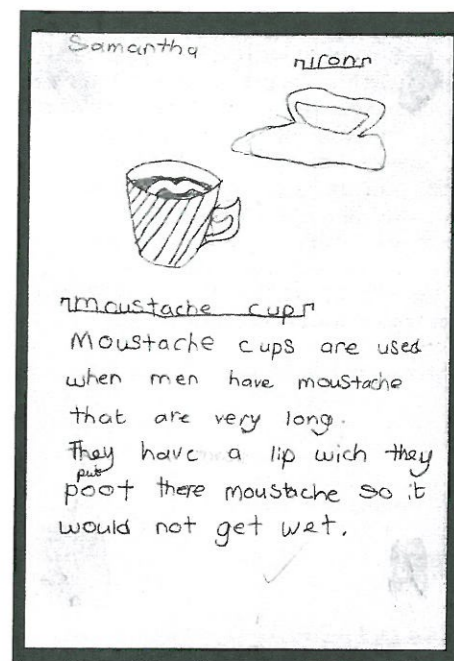 Samantha
iron
moustache cup
Moustache cups are used
when men have moustache
that are very long.
They have a lip wich they
put
poot there moustache so it
would not get wet.